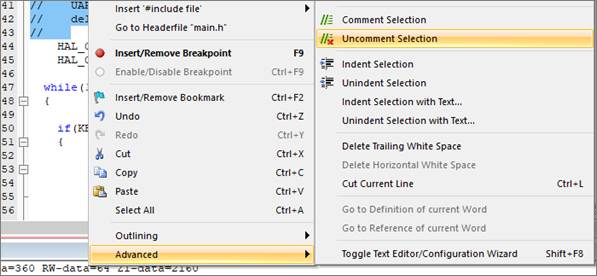 41 // UAR
42 // del
43 //
44 HAL_G
45 HAL_G
46
47 while(1
48 {
49
50 if(KE
51 {
52
53
54
55
56
Insert '#include file'
Go to Headerfile "main.h"
Insert/Remove Breakpoint F9
Enable/Disable Breakpoint Ctrl+F9
Insert/Remove Bookmark Ctrl+F2
Undo Ctrl+Z
Redo Ctrl+Y
Cut Ctrl+X
Copy Ctrl+C
Paste Ctrl+V
Select All Ctrl+A
Outlining
Advanced
Comment Selection
Uncomment Selection
Indent Selection
Unindent Selection
Indent Selection with Text...
Unindent Selection with Text...
Delete Trailing White Space
Delete Horizontal White Space
Cut Current Line Ctrl+L
Go to Definition of current Word
Go to Reference of current Word
Toggle Text Editor/Configuration Wizard Shift+F8
a=360 RW-data=64 ZI-data=2160